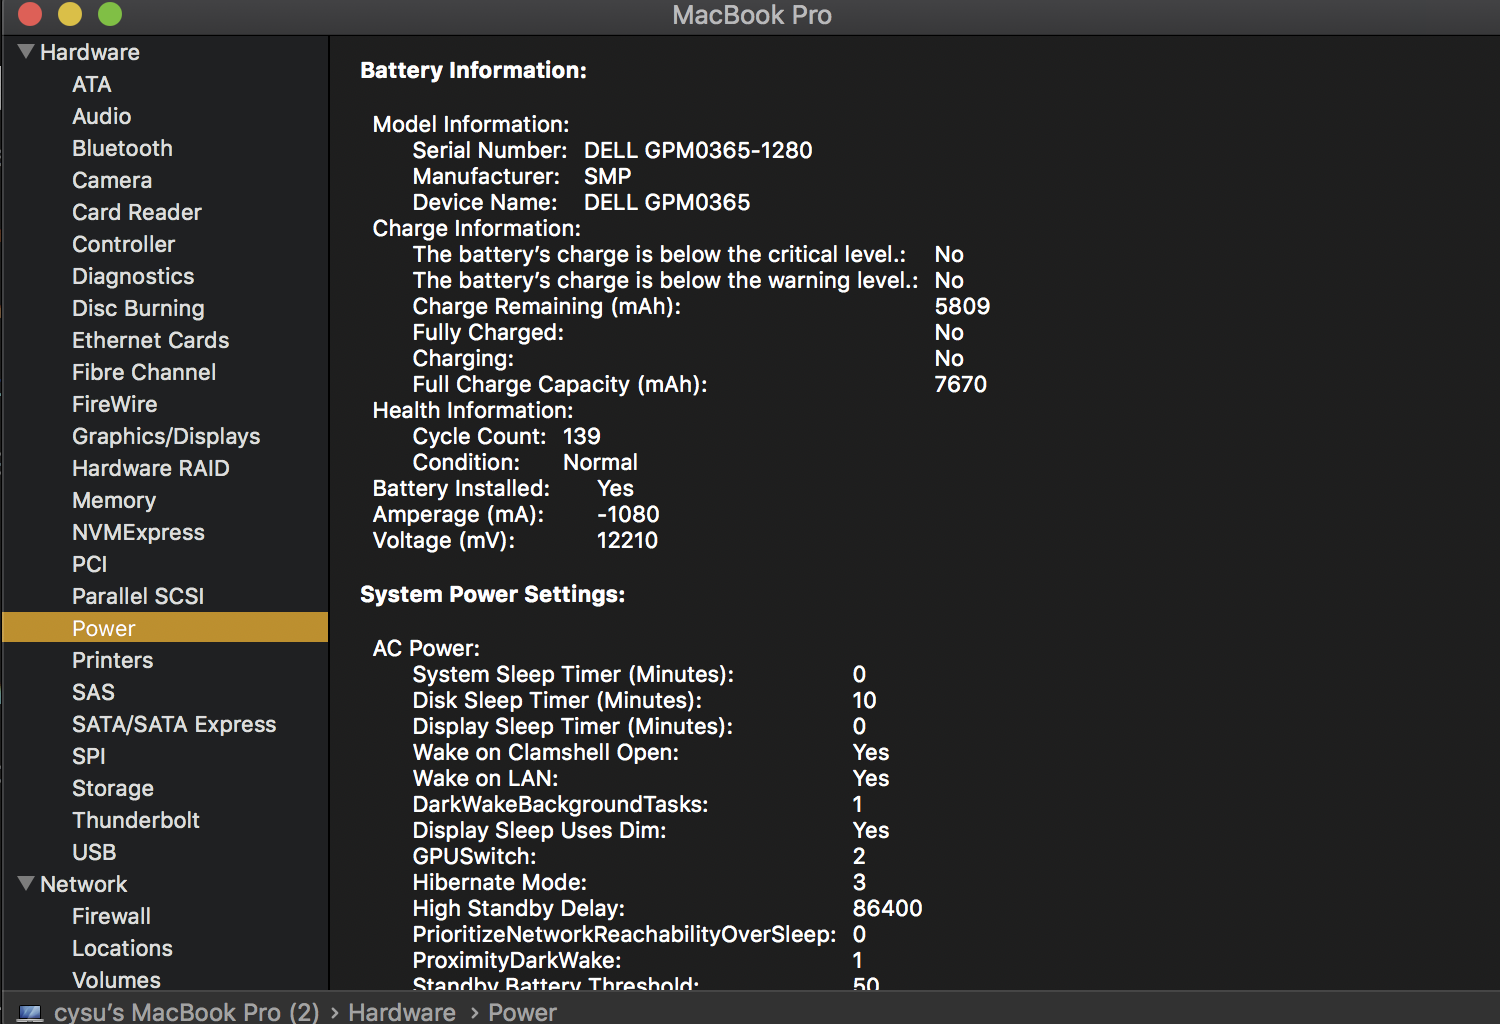 MacBook Pro
Hardware
ATA
Audio
Bluetooth
Camera
Card Reader
Controller
Diagnostics
Disc Burning
Ethernet Cards
Fibre Channel
FireWire
Graphics/Displays
Hardware RAID
Memory
NVMExpress
PCI
Parallel SCSI
Power
Printers
SAS
SATA/SATA Express
SPI
Storage
Thunderbolt
USB
Network
Firewall
Locations
Volumes
Battery Information:
Model Information:
Serial Number: DELL GPM0365-1280
Manufacturer: SMP
Device Name: DELL GPM0365
Charge Information:
The battery’s charge is below the critical level.: No
The battery’s charge is below the warning level.: No
Charge Remaining (mAh): 5809
Fully Charged: No
Charging: No
Full Charge Capacity (mAh): 7670
Health Information:
Cycle Count: 139
Condition: Normal
Battery Installed: Yes
Amperage (mA): -1080
Voltage (mV): 12210
System Power Settings:
AC Power:
System Sleep Timer (Minutes): 0
Disk Sleep Timer (Minutes): 10
Display Sleep Timer (Minutes): 0
Wake on Clamshell Open: Yes
Wake on LAN: Yes
DarkWakeBackgroundTasks: 1
Display Sleep Uses Dim: Yes
GPUSwitch: 2
Hibernate Mode: 3
High Standby Delay: 86400
PrioritizeNetworkReachabilityOverSleep: 0
ProximityDarkWake: 1
Standby Battery Threshold: 50
cysu’s MacBook Pro (2) › Hardware › Power